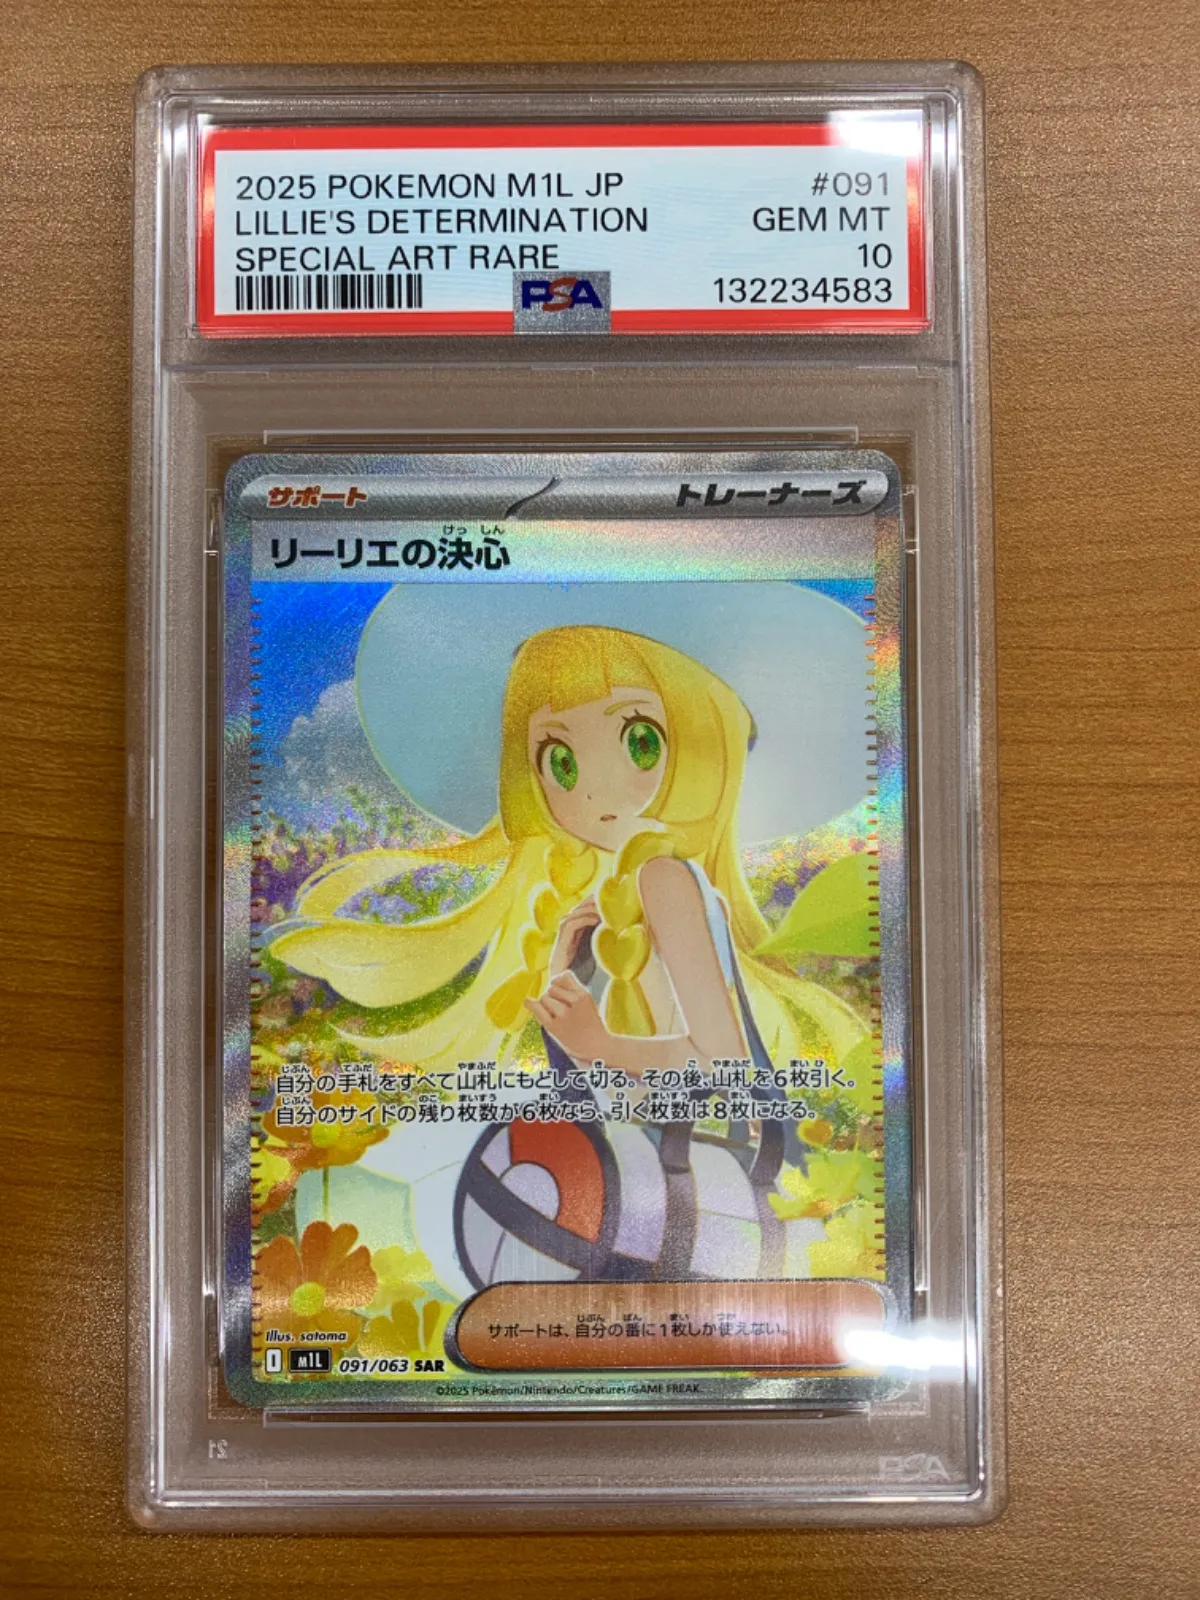 2025 POKEMON M1L JP #091
LILLIE'S DETERMINATION GEM MT
SPECIAL ART RARE 10
PSA 132234583
サポート トレーナーズ
けっ しん
リーリエの決心
じぶん てふだ やまふだ き ご やまふだ まい ひ
自分の手札をすべて山札にもどして切る。その後、山札を6枚引く。
じぶん のこ まいすう まい ひ まいすう まい
自分のサイドの残り枚数が6枚なら、引く枚数は8枚になる。
じぶん ばん まい つか
サポートは、自分の番に1枚しか使えない。
Illus. satoma
I M1L 091/063 SAR
©2025 Pokémon/Nintendo/Creatures/GAME FREAK.
21
PSA